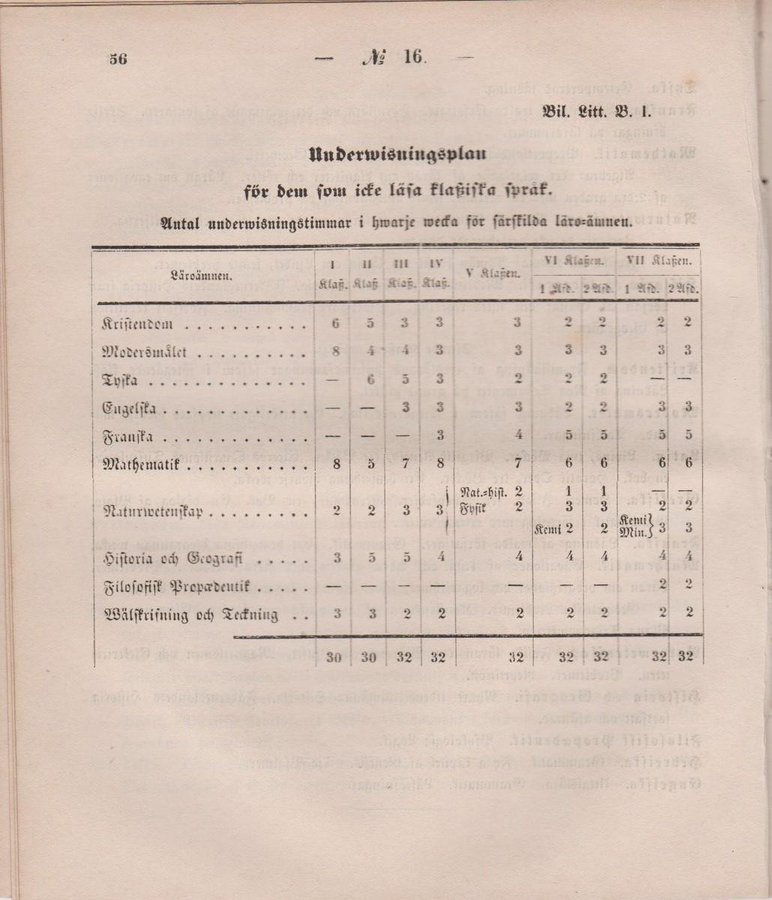 56 — № 16. —
Bil. Litt. B. 1.
Underwisningsplan
för dem som icke läsa klaßiska språk.
Antal underwisningstimmar i hwarje wecka för särskilda läro=ämnen.
Läroämnen. I Klaß. II Klaß. III Klaß. IV Klaß. V Klaßen. VI Klaßen. VII Klaßen.
1 Afd. 2 Afd. 1 Afd. 2 Afd.
Kristendom . . . . . . . . . . . 6 5 3 3 3 2 2 2 2
Modersmålet . . . . . . . . . . 8 4 4 3 3 3 3 3 3
Tyska . . . . . . . . . . . . . — 6 5 3 2 2 2 — —
Engelska . . . . . . . . . . . . — — 3 3 3 2 2 3 3
Franska . . . . . . . . . . . . — — — 3 4 5 5 5 5
Mathematik . . . . . . . . . . . 8 5 7 8 7 6 6 6 6
Nat.=hist. 2 1 1 — —
Naturwetenskap . . . . . . . . . 2 2 3 3 Fysik 2 3 3 2 2
Kemi 2 2 Kemi Min.} 3 3
Historia och Geografi . . . . . 3 5 5 4 4 4 4 4 4
Filosofisk Propædeutik . . . . . 2 2
Wälskrifning och Teckning . . 3 3 2 2 2 2 2 2 2
30 30 32 32 32 32 32 32 32